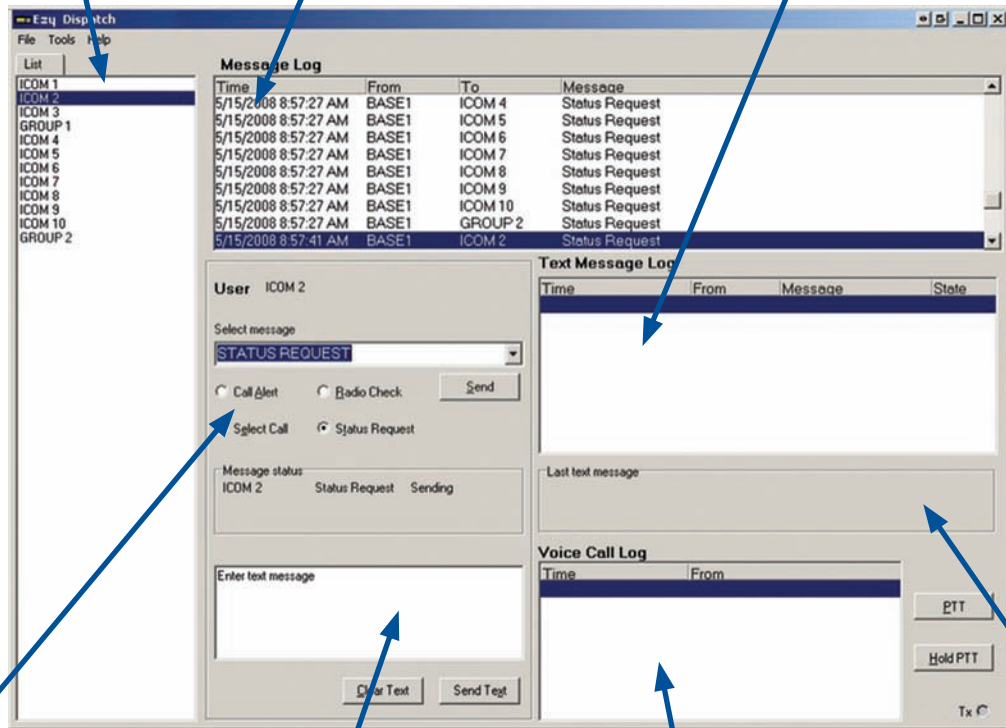 Ezy Dispatch
File Tools Help
List
ICOM 1
ICOM 2
ICOM 3
GROUP 1
ICOM 4
ICOM 5
ICOM 6
ICOM 7
ICOM 8
ICOM 9
ICOM 10
GROUP 2
Message Log
Time From To Message
5/15/2008 8:57:27 AM BASE1 ICOM 4 Status Request
5/15/2008 8:57:27 AM BASE1 ICOM 5 Status Request
5/15/2008 8:57:27 AM BASE1 ICOM 6 Status Request
5/15/2008 8:57:27 AM BASE1 ICOM 7 Status Request
5/15/2008 8:57:27 AM BASE1 ICOM 8 Status Request
5/15/2008 8:57:27 AM BASE1 ICOM 9 Status Request
5/15/2008 8:57:27 AM BASE1 ICOM 10 Status Request
5/15/2008 8:57:27 AM BASE1 GROUP 2 Status Request
5/15/2008 8:57:41 AM BASE1 ICOM 2 Status Request
User ICOM 2
Select message
STATUS REQUEST
Call Alert Radio Check Send
Select Call Status Request
Message status
ICOM 2 Status Request Sending
Enter text message
Clear Text Send Text
Text Message Log
Time From Message State
Last text message
Voice Call Log
Time From
PTT
Hold PTT
Tx